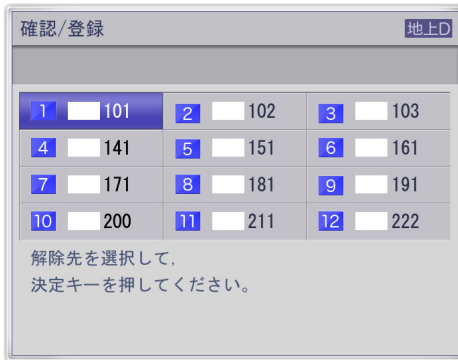 確認/登録 地上D
1 101 2 102 3 103
4 141 5 151 6 161
7 171 8 181 9 191
10 200 11 211 12 222
解除先を選択して,
決定キーを押してください。